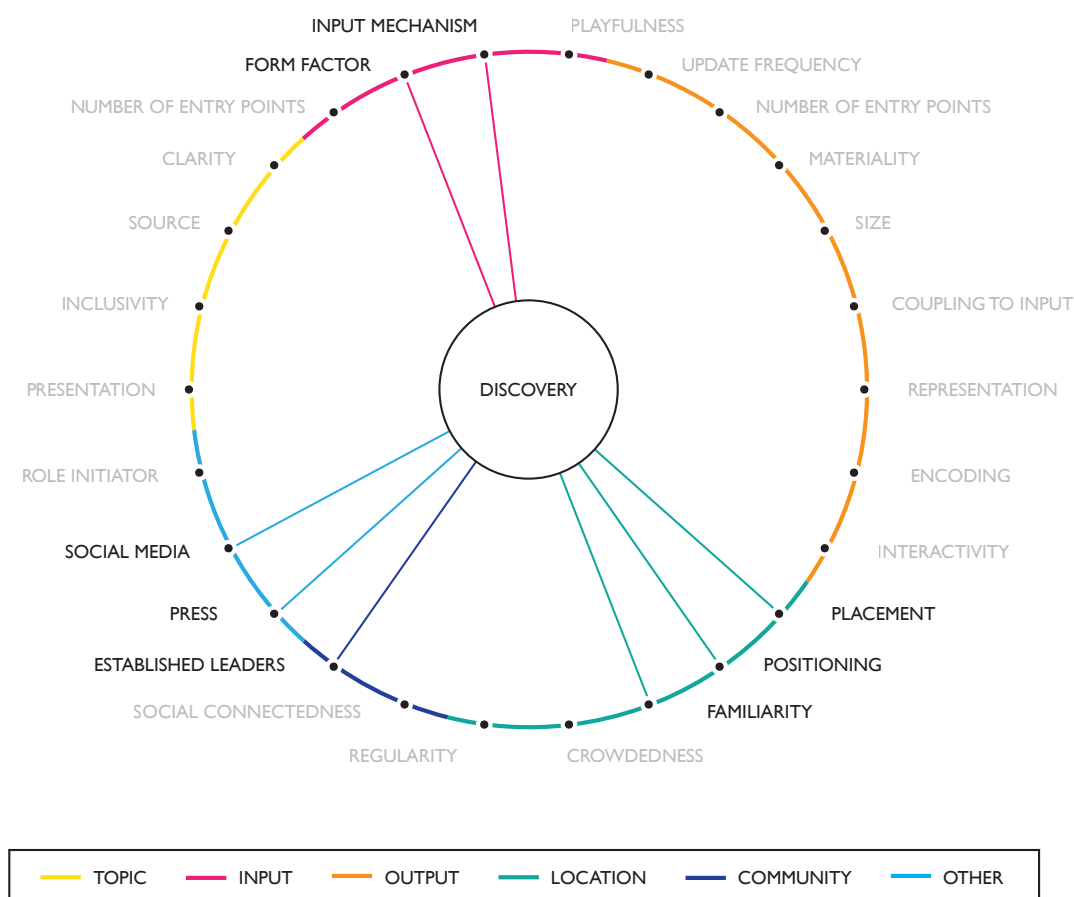 INPUT MECHANISM
PLAYFULNESS
FORM FACTOR
UPDATE FREQUENCY
NUMBER OF ENTRY POINTS
NUMBER OF ENTRY POINTS
CLARITY
MATERIALITY
SOURCE
SIZE
INCLUSIVITY
COUPLING TO INPUT
DISCOVERY
PRESENTATION
REPRESENTATION
ROLE INITIATOR
ENCODING
SOCIAL MEDIA
INTERACTIVITY
PRESS
PLACEMENT
ESTABLISHED LEADERS
POSITIONING
SOCIAL CONNECTEDNESS
FAMILIARITY
REGULARITY
CROWDEDNESS
TOPIC
INPUT
OUTPUT
LOCATION
COMMUNITY
OTHER